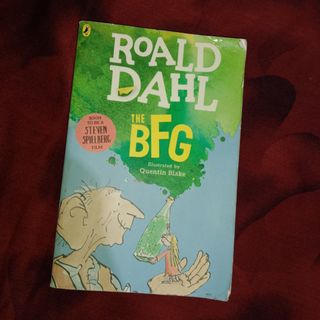 ROALD
DAHL
THE
BFG
SOON
TO BE A
STEVEN
SPIELBERG
FILM
Illustrated by
Quentin Blake